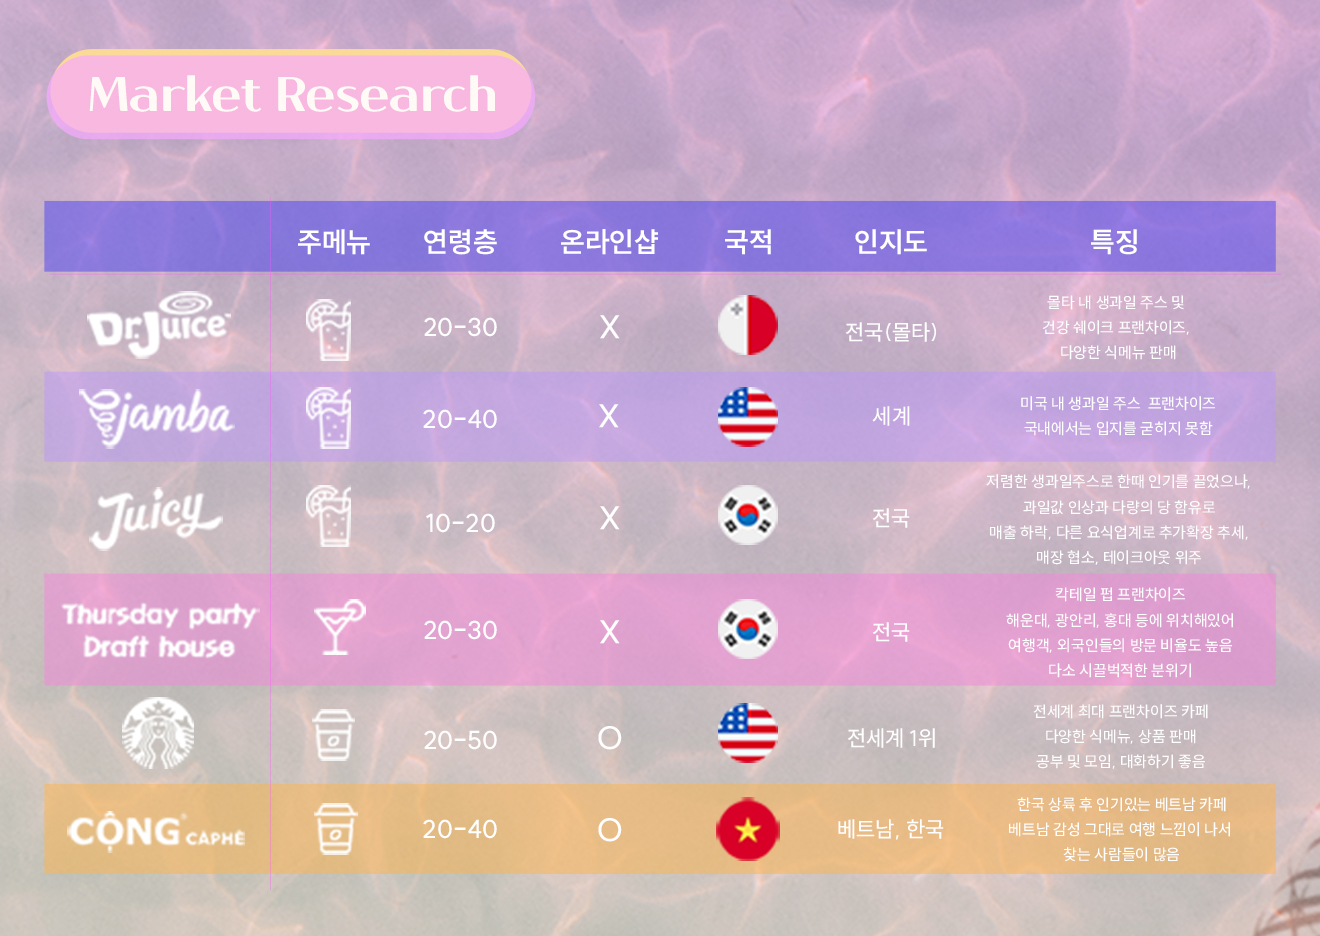 Market Research
주메뉴 연령층 온라인샵 국적 인지도 특징
Dr.Juice™ 20-30 X 전국(몰타)
몰타 내 생과일 주스 및
건강 쉐이크 프랜차이즈,
다양한 식메뉴 판매
jamba 20-40 X 세계
미국 내 생과일 주스 프랜차이즈
국내에서는 입지를 굳히지 못함
Juicy 10-20 X 전국
저렴한 생과일주스로 한때 인기를 끌었으나,
과일값 인상과 다량의 당 함유로
매출 하락, 다른 요식업계로 추가확장 추세,
매장 협소, 테이크아웃 위주
Thursday party
Draft house
20-30 X 전국
칵테일 펍 프랜차이즈
해운대, 광안리, 홍대 등에 위치해있어
여행객, 외국인들의 방문 비율도 높음
다소 시끌벅적한 분위기
20-50 O 전세계 1위
전세계 최대 프랜차이즈 카페
다양한 식메뉴, 상품 판매
공부 및 모임, 대화하기 좋음
CỘNG CAPHÊ 20-40 O 베트남, 한국
한국 상륙 후 인기있는 베트남 카페
베트남 감성 그대로 여행 느낌이 나서
찾는 사람들이 많음